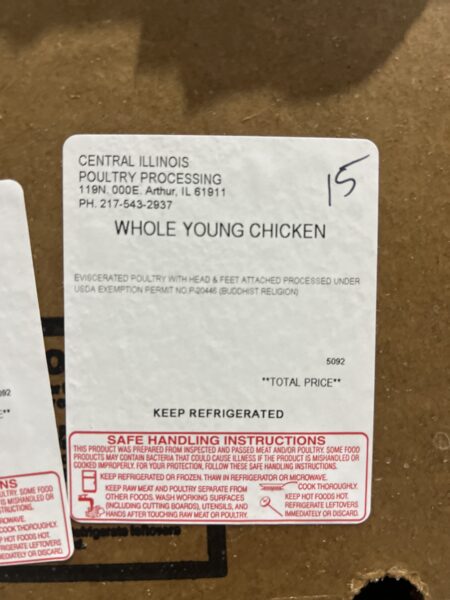 CENTRAL ILLINOIS
POULTRY PROCESSING
119N. 000E. Arthur, IL 61911
PH. 217-543-2937
15
WHOLE YOUNG CHICKEN
EVISCERATED POULTRY WITH HEAD & FEET ATTACHED PROCESSED UNDER
USDA EXEMPTION PERMIT NO.P-20446 (BUDDHIST RELIGION)
5092
**TOTAL PRICE**
KEEP REFRIGERATED
SAFE HANDLING INSTRUCTIONS
THIS PRODUCT WAS PREPARED FROM INSPECTED AND PASSED MEAT AND/OR POULTRY. SOME FOOD
PRODUCTS MAY CONTAIN BACTERIA THAT COULD CAUSE ILLNESS IF THE PRODUCT IS MISHANDLED OR
COOKED IMPROPERLY. FOR YOUR PROTECTION, FOLLOW THESE SAFE HANDLING INSTRUCTIONS.
KEEP REFRIGERATED OR FROZEN. THAW IN REFRIGERATOR OR MICROWAVE.
KEEP RAW MEAT AND POULTRY SEPARATE FROM
OTHER FOODS. WASH WORKING SURFACES
(INCLUDING CUTTING BOARDS), UTENSILS, AND
HANDS AFTER TOUCHING RAW MEAT OR POULTRY.
COOK THOROUGHLY.
KEEP HOT FOODS HOT.
REFRIGERATE LEFTOVERS
IMMEDIATELY OR DISCARD.
92
**
NS
ULTRY. SOME FOOD
IS MISHANDLED OR
STRUCTIONS.
ROWAVE.
COOK THOROUGHLY.
P HOT FOODS HOT.
RIGERATE LEFTOVERS
EDIATELY OR DISCARD.
frigerate leftovers